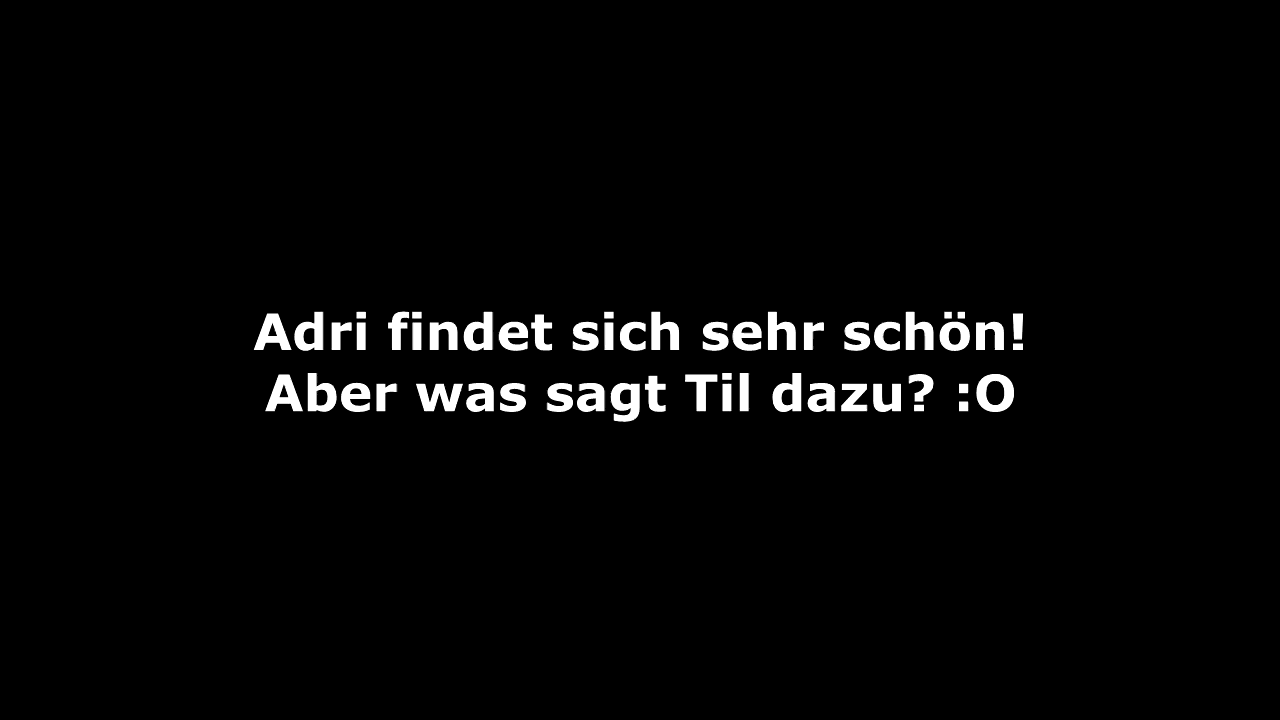 Adri findet sich sehr schön!
Aber was sagt Til dazu? :O